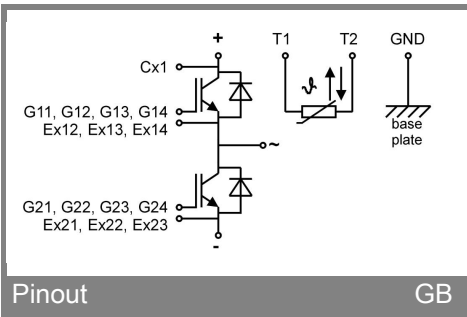 + T1 T2 GND
Cx1
ϑ
G11, G12, G13, G14
Ex12, Ex13, Ex14
base
plate
~
G21, G22, G23, G24
Ex21, Ex22, Ex23
-
Pinout GB